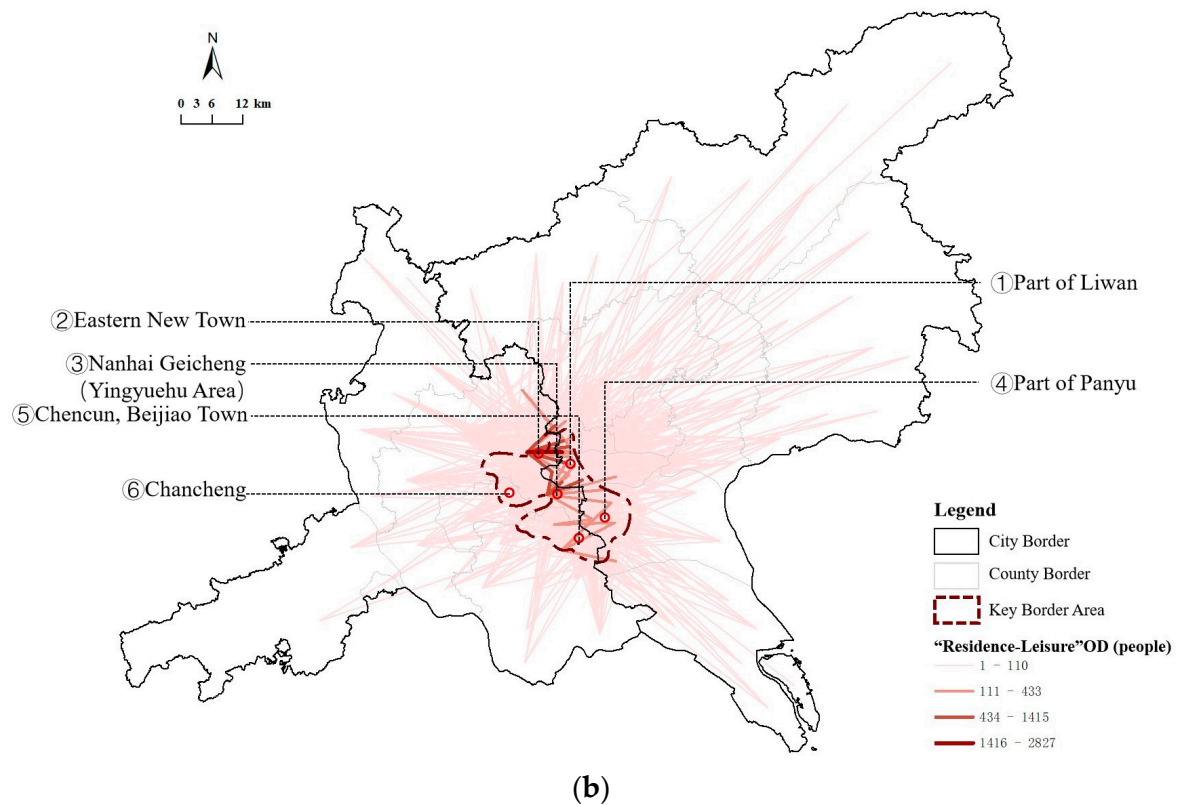 N
0 3 6 12 km
①Part of Liwan
②Eastern New Town
③Nanhai Geicheng
(Yingyuehu Area)
④Part of Panyu
⑤Chencun, Beijiao Town
⑥Chancheng
Legend
City Border
County Border
Key Border Area
“Residence-Leisure”OD (people)
1 - 110
111 - 433
434 - 1415
1416 - 2827
(b)